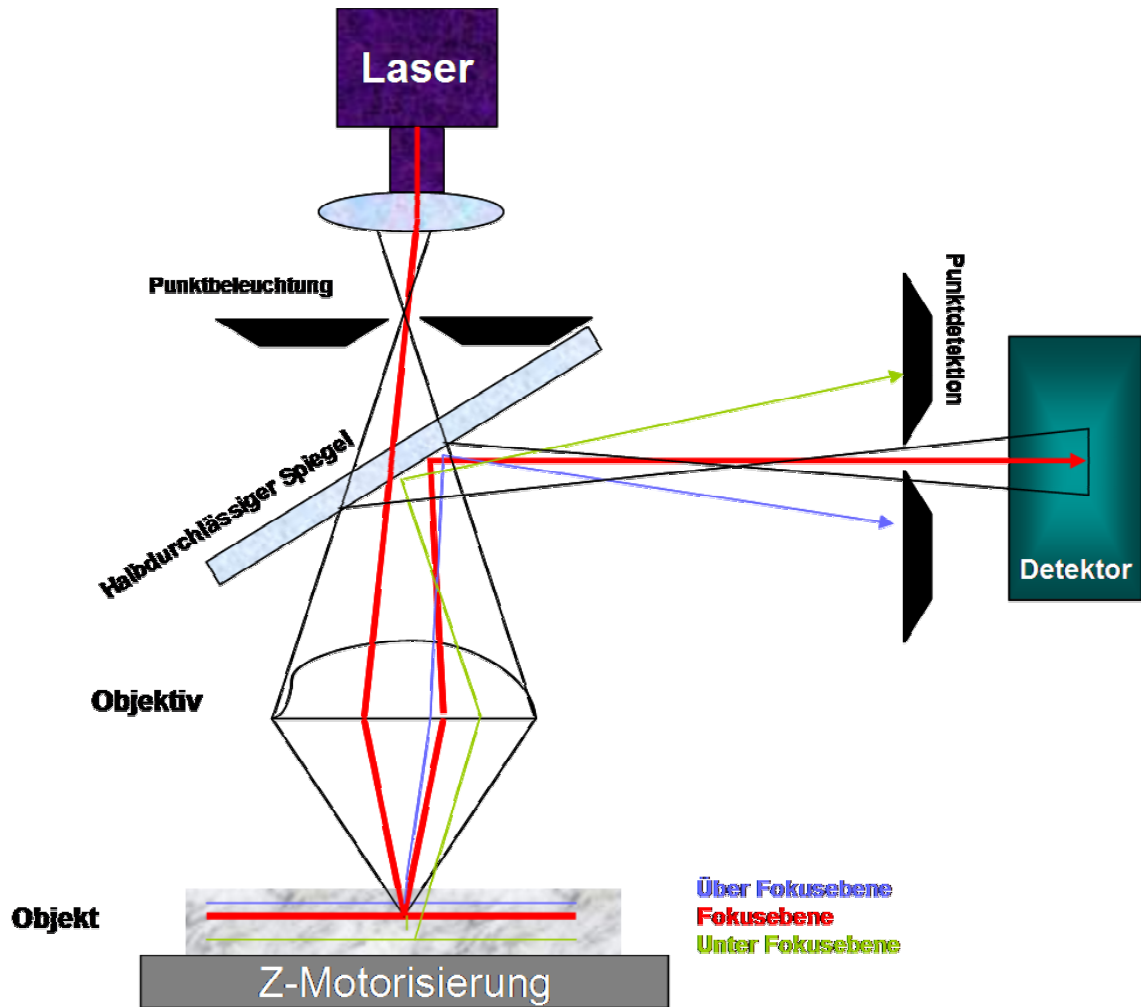 Laser
Punktbeleuchtung
Punktdetektion
Halbdurchlässiger Spiegel
Detektor
Objektiv
Über Fokusebene
Fokusebene
Unter Fokusebene
Objekt
Z-Motorisierung